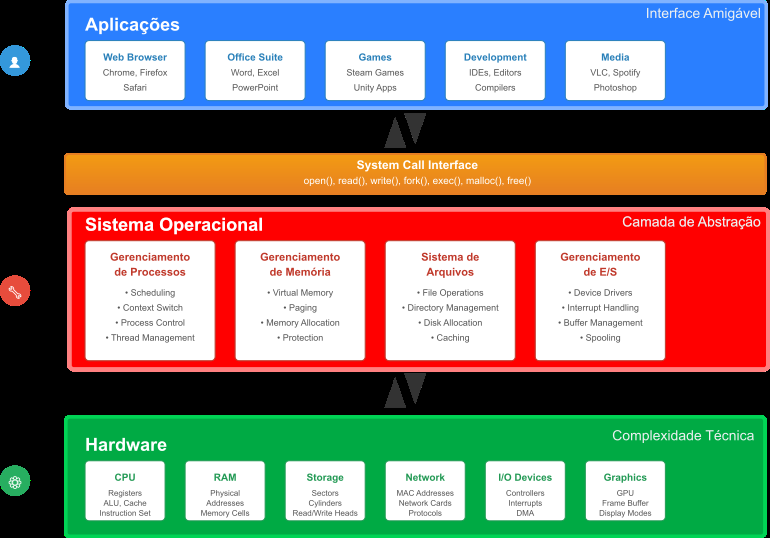 Interface Amigável
Aplicações
Web Browser
Chrome, Firefox
Safari
Office Suite
Word, Excel
PowerPoint
Games
Steam Games
Unity Apps
Development
IDEs, Editors
Compilers
Media
VLC, Spotify
Photoshop
System Call Interface
open(), read(), write(), fork(), exec(), malloc(), free()
Sistema Operacional
Camada de Abstração
Gerenciamento
de Processos
• Scheduling
• Context Switch
• Process Control
• Thread Management
Gerenciamento
de Memória
• Virtual Memory
• Paging
• Memory Allocation
• Protection
Sistema de
Arquivos
• File Operations
• Directory Management
• Disk Allocation
• Caching
Gerenciamento
de E/S
• Device Drivers
• Interrupt Handling
• Buffer Management
• Spooling
Complexidade Técnica
Hardware
CPU
Registers
ALU, Cache
Instruction Set
RAM
Physical
Addresses
Memory Cells
Storage
Sectors
Cylinders
Read/Write Heads
Network
MAC Addresses
Network Cards
Protocols
I/O Devices
Controllers
Interrupts
DMA
Graphics
GPU
Frame Buffer
Display Modes